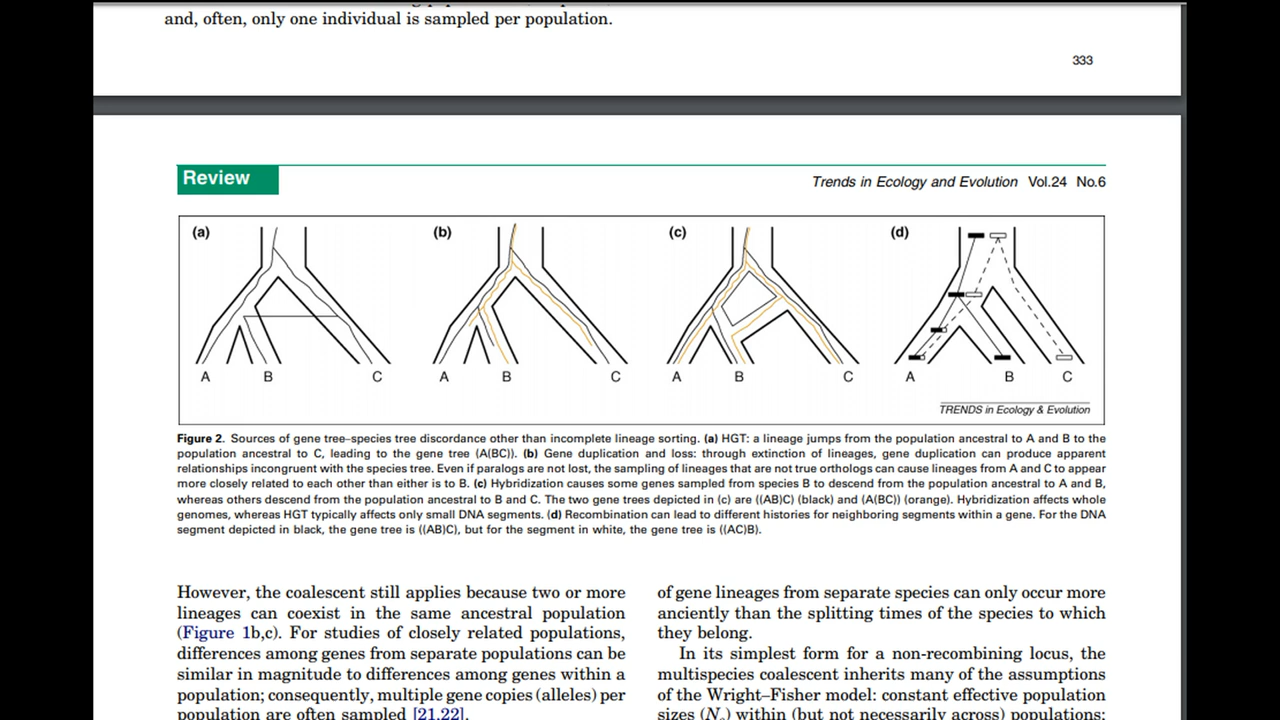 and, often, only one individual is sampled per population.
333
Review
Trends in Ecology and Evolution Vol.24 No.6
(a) (b) (c) (d)
A B C A B C A B C A B C
TRENDS in Ecology & Evolution
Figure 2. Sources of gene tree–species tree discordance other than incomplete lineage sorting. (a) HGT: a lineage jumps from the population ancestral to A and B to the
population ancestral to C, leading to the gene tree (A(BC)). (b) Gene duplication and loss: through extinction of lineages, gene duplication can produce apparent
relationships incongruent with the species tree. Even if paralogs are not lost, the sampling of lineages that are not true orthologs can cause lineages from A and C to appear
more closely related to each other than either is to B. (c) Hybridization causes some genes sampled from species B to descend from the population ancestral to A and B,
whereas others descend from the population ancestral to B and C. The two gene trees depicted in (c) are ((AB)C) (black) and (A(BC)) (orange). Hybridization affects whole
genomes, whereas HGT typically affects only small DNA segments. (d) Recombination can lead to different histories for neighboring segments within a gene. For the DNA
segment depicted in black, the gene tree is ((AB)C), but for the segment in white, the gene tree is ((AC)B).
However, the coalescent still applies because two or more
lineages can coexist in the same ancestral population
(Figure 1b,c). For studies of closely related populations,
differences among genes from separate populations can be
similar in magnitude to differences among genes within a
population; consequently, multiple gene copies (alleles) per
population are often sampled [21,22].
of gene lineages from separate species can only occur more
anciently than the splitting times of the species to which
they belong.
In its simplest form for a non-recombining locus, the
multispecies coalescent inherits many of the assumptions
of the Wright–Fisher model: constant effective population
sizes (Ne) within (but not necessarily across) populations;